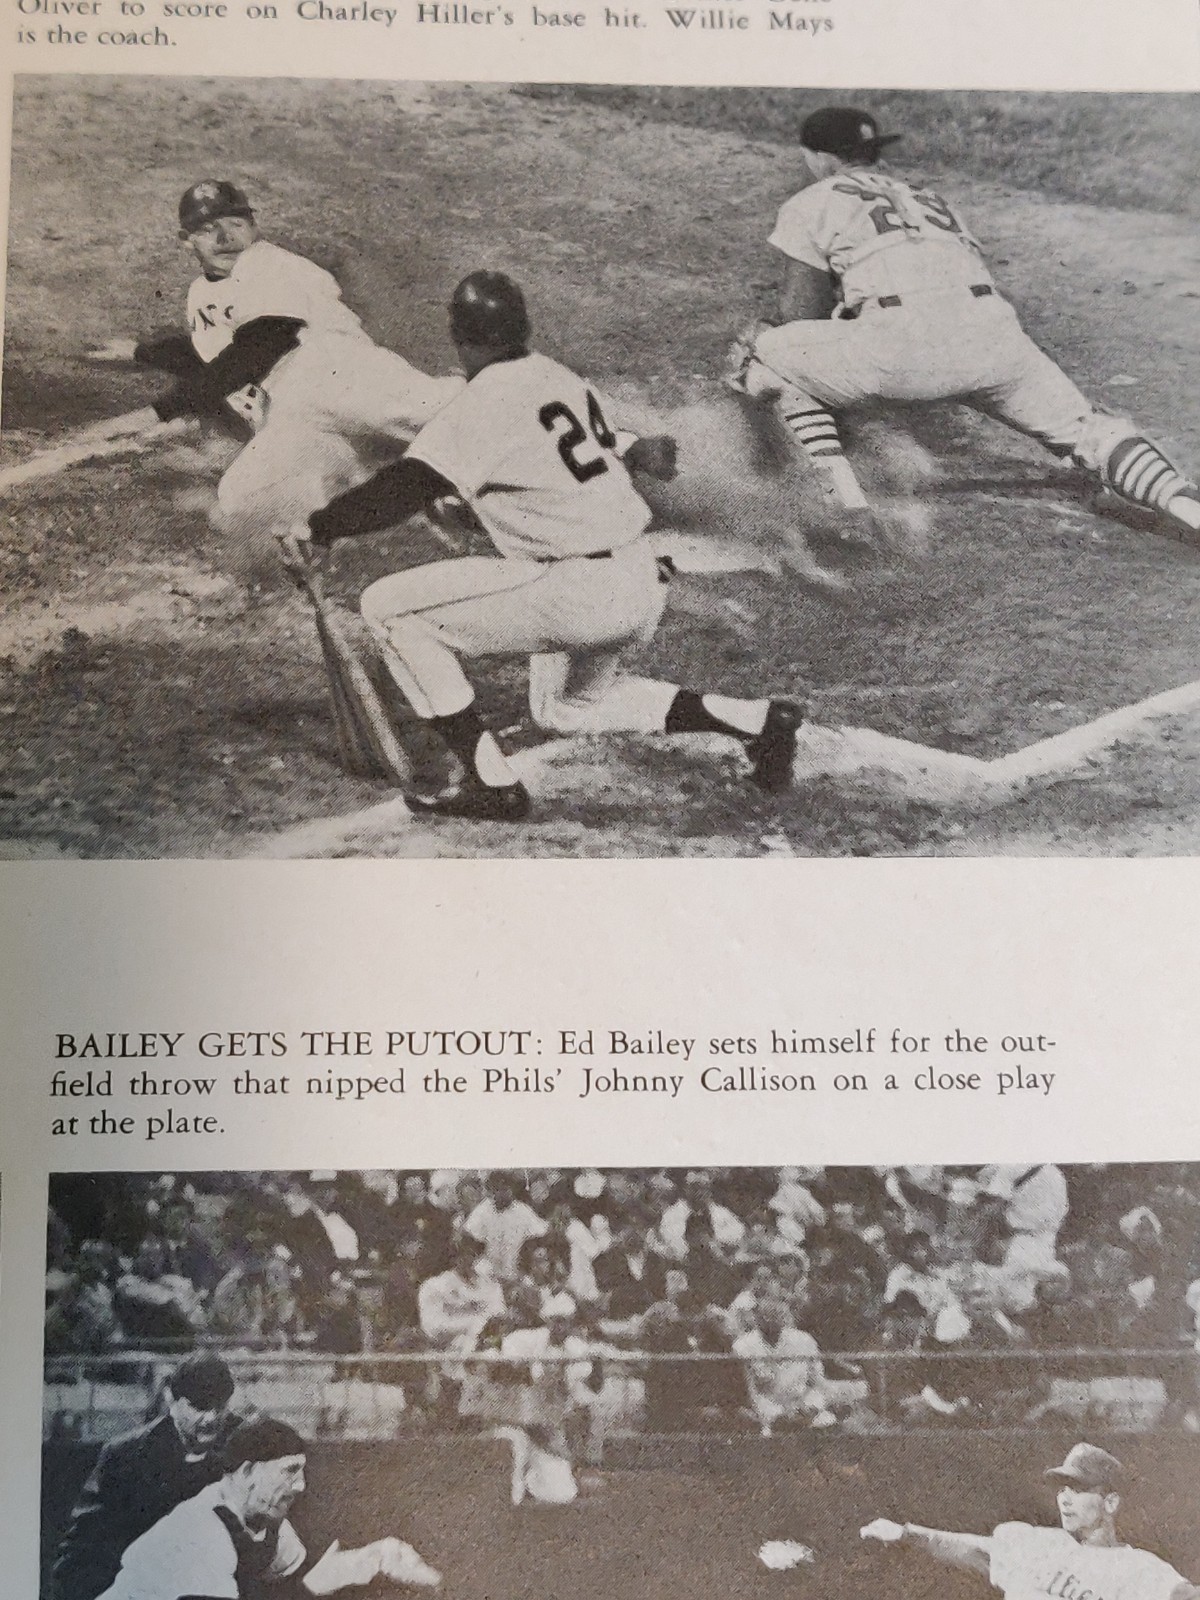 Oliver to score on Charley Hiller's base hit. Willie Mays
is the coach.
24
BAILEY GETS THE PUTOUT: Ed Bailey sets himself for the out-
field throw that nipped the Phils' Johnny Callison on a close play
at the plate.